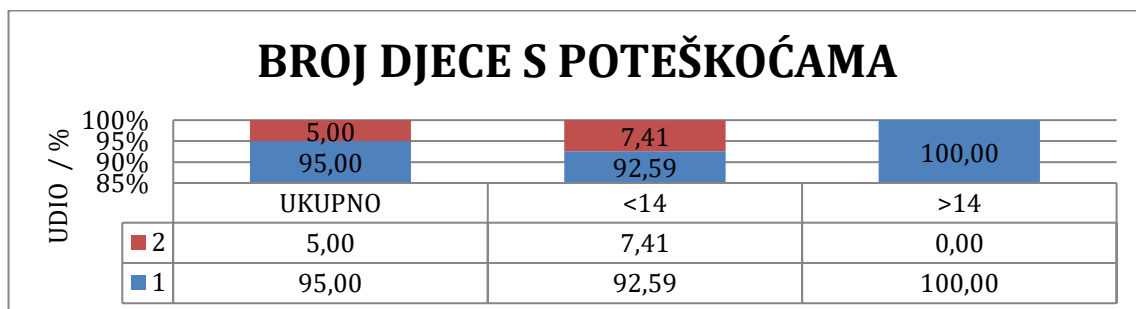 BROJ DJECE S POTEŠKOĆAMA
UDIO / %
100%
95%
90%
85%
5,00 7,41
95,00 92,59 100,00
UKUPNO <14 >14
2 5,00 7,41 0,00
1 95,00 92,59 100,00